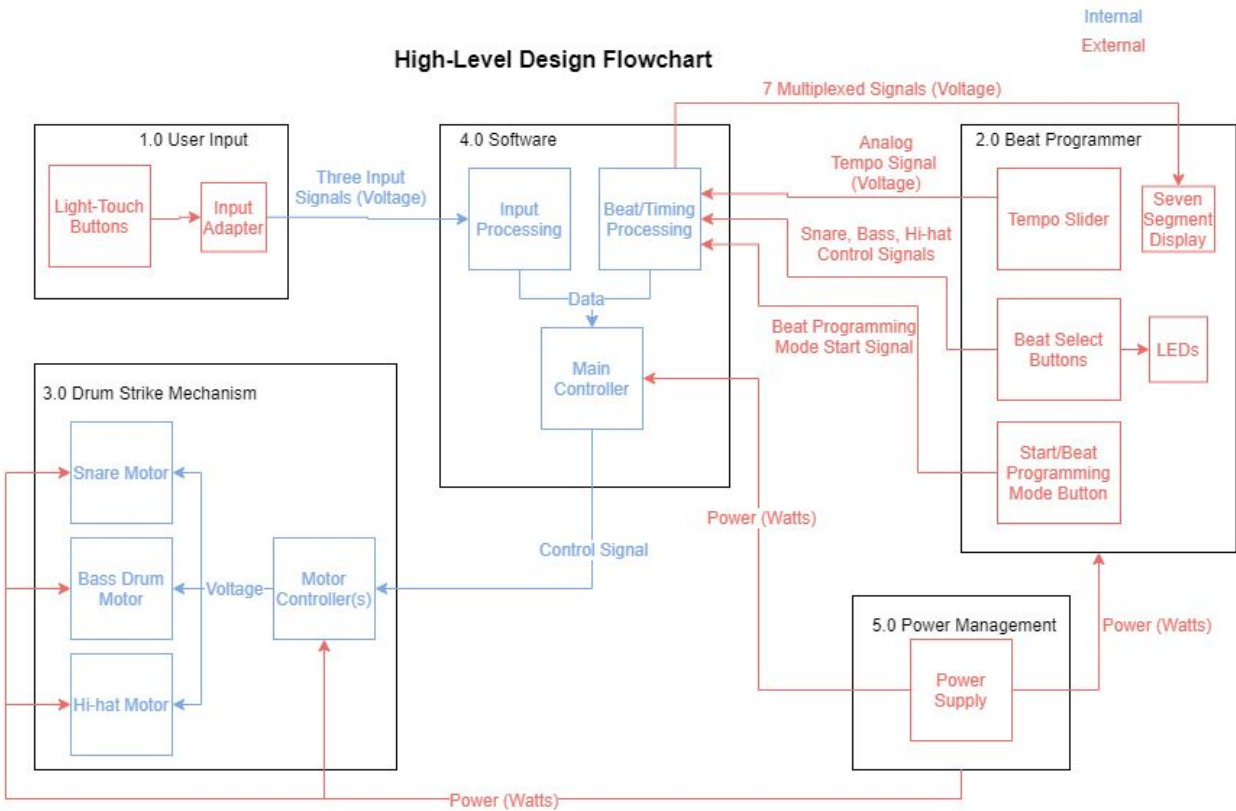 Internal
External
High-Level Design Flowchart
7 Multiplexed Signals (Voltage)
1.0 User Input
Light-Touch
Buttons
Input
Adapter
Three Input
Signals (Voltage)
4.0 Software
Input
Processing
Beat/Timing
Processing
Data
Main
Controller
Analog
Tempo Signal
(Voltage)
Snare, Bass, Hi-hat
Control Signals
Beat Programming
Mode Start Signal
2.0 Beat Programmer
Tempo Slider
Seven
Segment
Display
Beat Select
Buttons
LEDs
Start/Beat
Programming
Mode Button
3.0 Drum Strike Mechanism
Snare Motor
Bass Drum
Motor
Hi-hat Motor
Voltage
Motor
Controller(s)
Control Signal
Power (Watts)
5.0 Power Management
Power
Supply
Power (Watts)
Power (Watts)